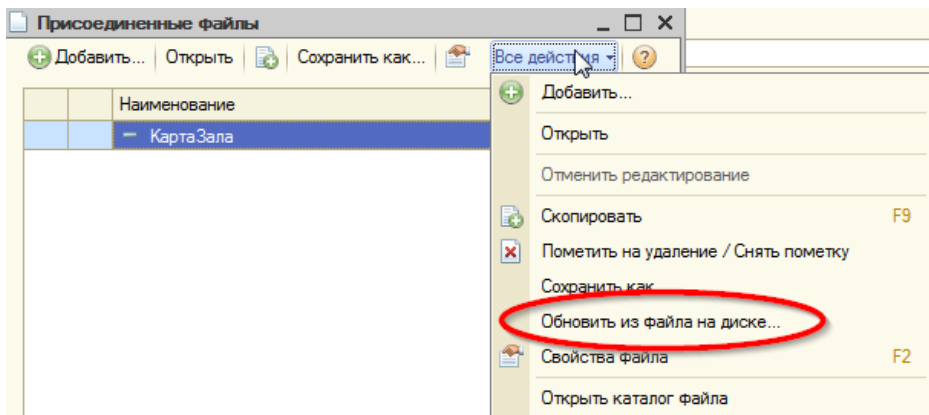 Присоединенные файлы
Добавить... Открыть Сохранить как... Все действия
Наименование
КартаЗала
Добавить...
Открыть
Отменить редактирование
Скопировать F9
Пометить на удаление / Снять пометку
Сохранить как...
Обновить из файла на диске...
Свойства файла F2
Открыть каталог файла